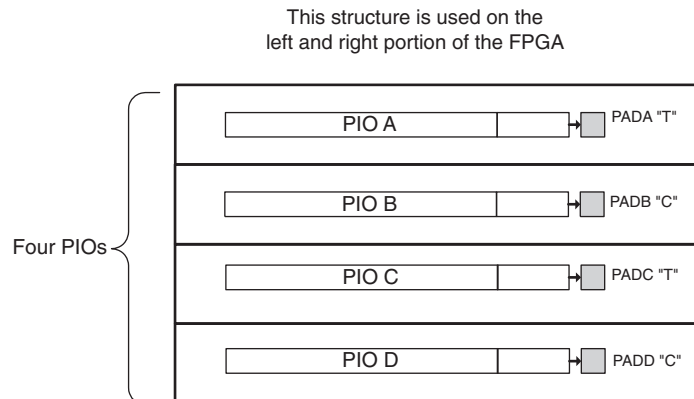 This structure is used on the
left and right portion of the FPGA
PIO A
PADA "T"
PIO B
PADB "C"
Four PIOs
PIO C
PADC "T"
PIO D
PADD "C"